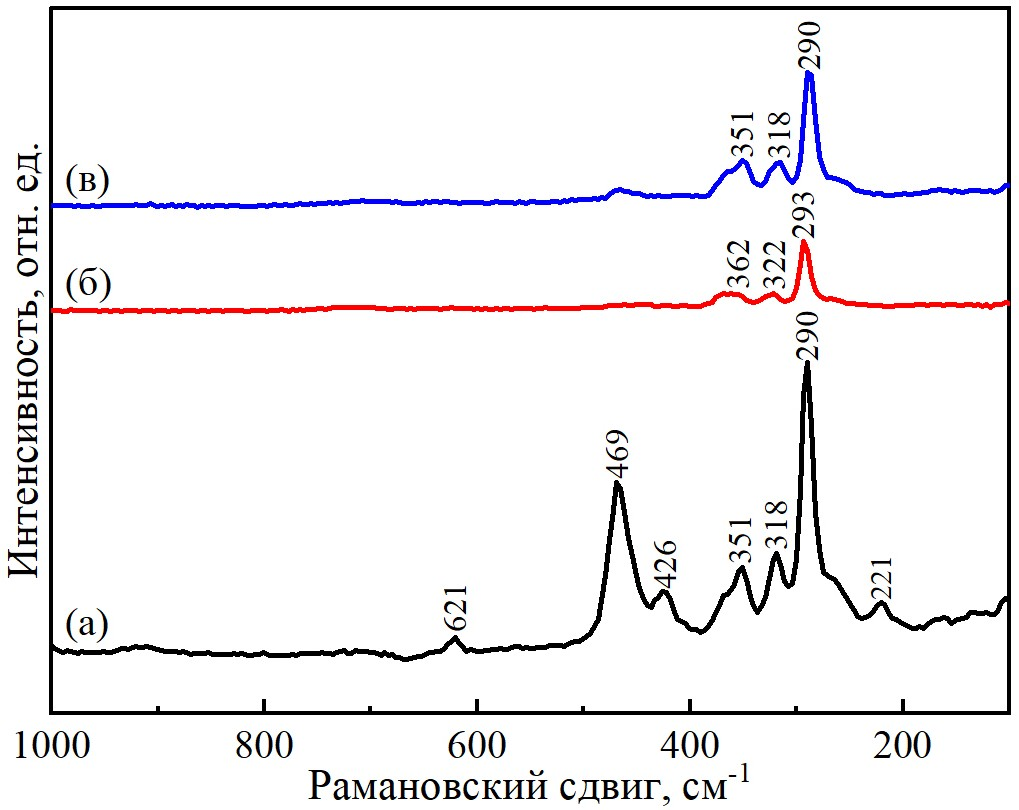 290
351
318
(в)
293
362
322
(б)
290
469
426
351
318
621
221
(а)
Интенсивность, отн. ед.
1000 800 600 400 200
Рамановский сдвиг, см-1